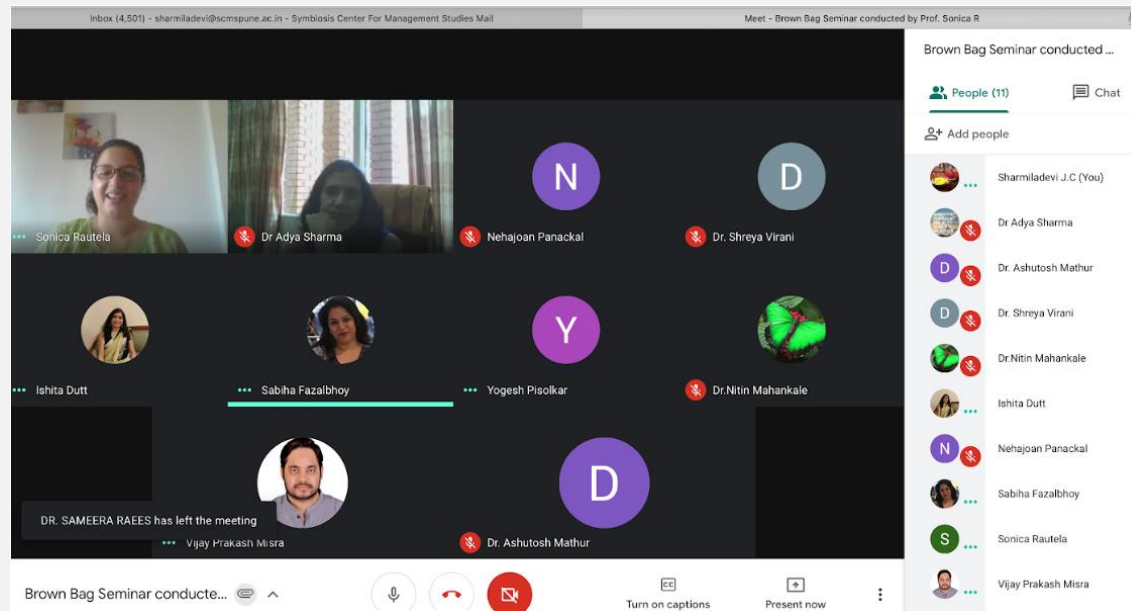 Inbox (4,501) - sharmiladevi@scmspune.ac.in - Symbiosis Center For Management Studies Mail
Meet - Brown Bag Seminar conducted by Prof. Sonica R
Brown Bag Seminar conducted ...
People (11)
Chat
Add people
Sonica Rautela
Dr Adya Sharma
N
Nehajoan Panackal
D
Dr. Shreya Virani
Ishita Dutt
Sabiha Fazalbhoy
Y
Yogesh Pisolkar
Dr.Nitin Mahankale
DR. SAMEERA RAEES has left the meeting
Vijay Prakash Misra
D
Dr. Ashutosh Mathur
Sharmiladevi J.C (You)
Dr Adya Sharma
D
Dr. Ashutosh Mathur
D
Dr. Shreya Virani
Dr.Nitin Mahankale
Ishita Dutt
N
Nehajoan Panackal
Sabiha Fazalbhoy
S
Sonica Rautela
Vijay Prakash Misra
Brown Bag Seminar conducte...
CC
Turn on captions
Present now